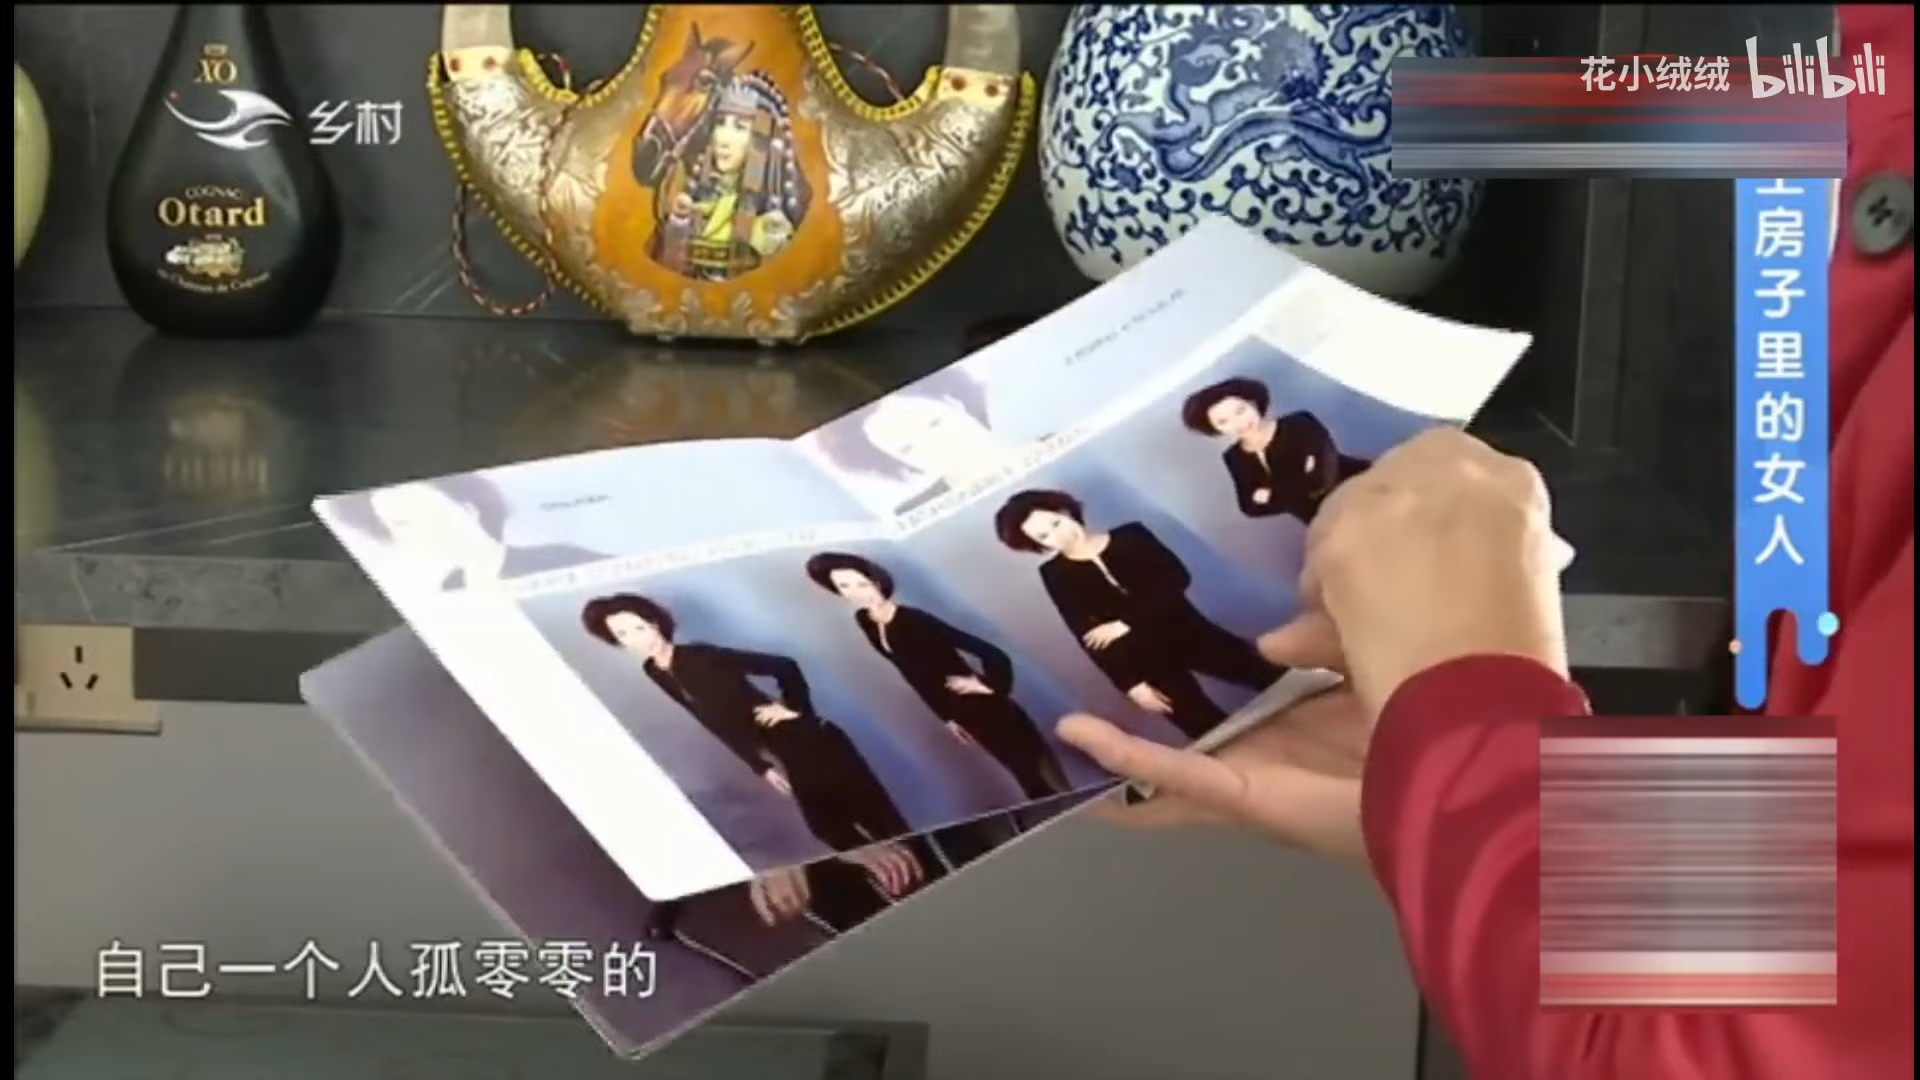 花小绒绒 bilibili
XO
乡村
COGNAC
Otard
房子里的女人
自己一个人孤零零的